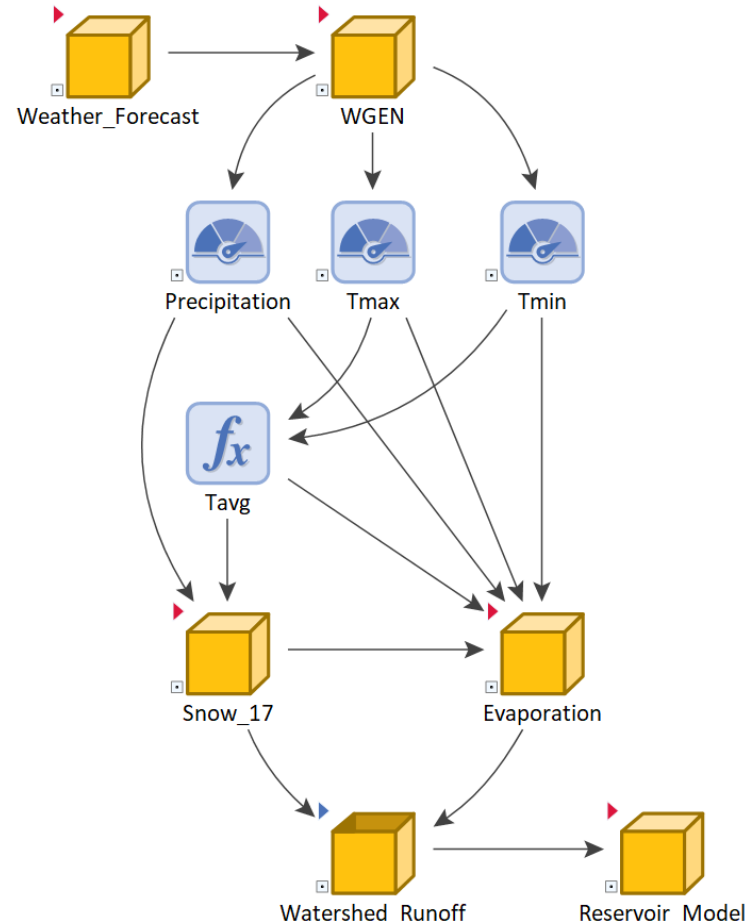 Weather_Forecast
WGEN
Precipitation
Tmax
Tmin
fx
Tavg
Snow_17
Evaporation
Watershed_Runoff
Reservoir_Model